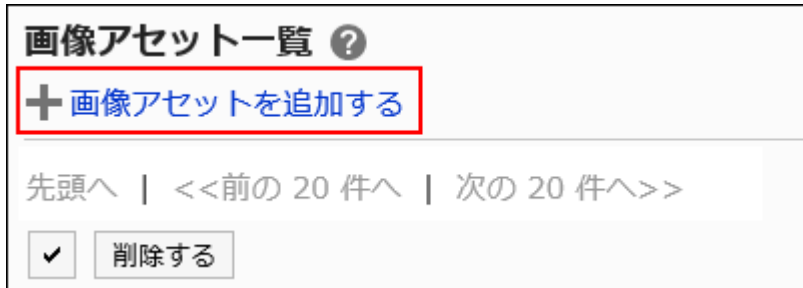 画像アセット一覧 ?
+ 画像アセットを追加する
先頭へ | <<前の 20 件へ | 次の 20 件へ>>
✔ 削除する